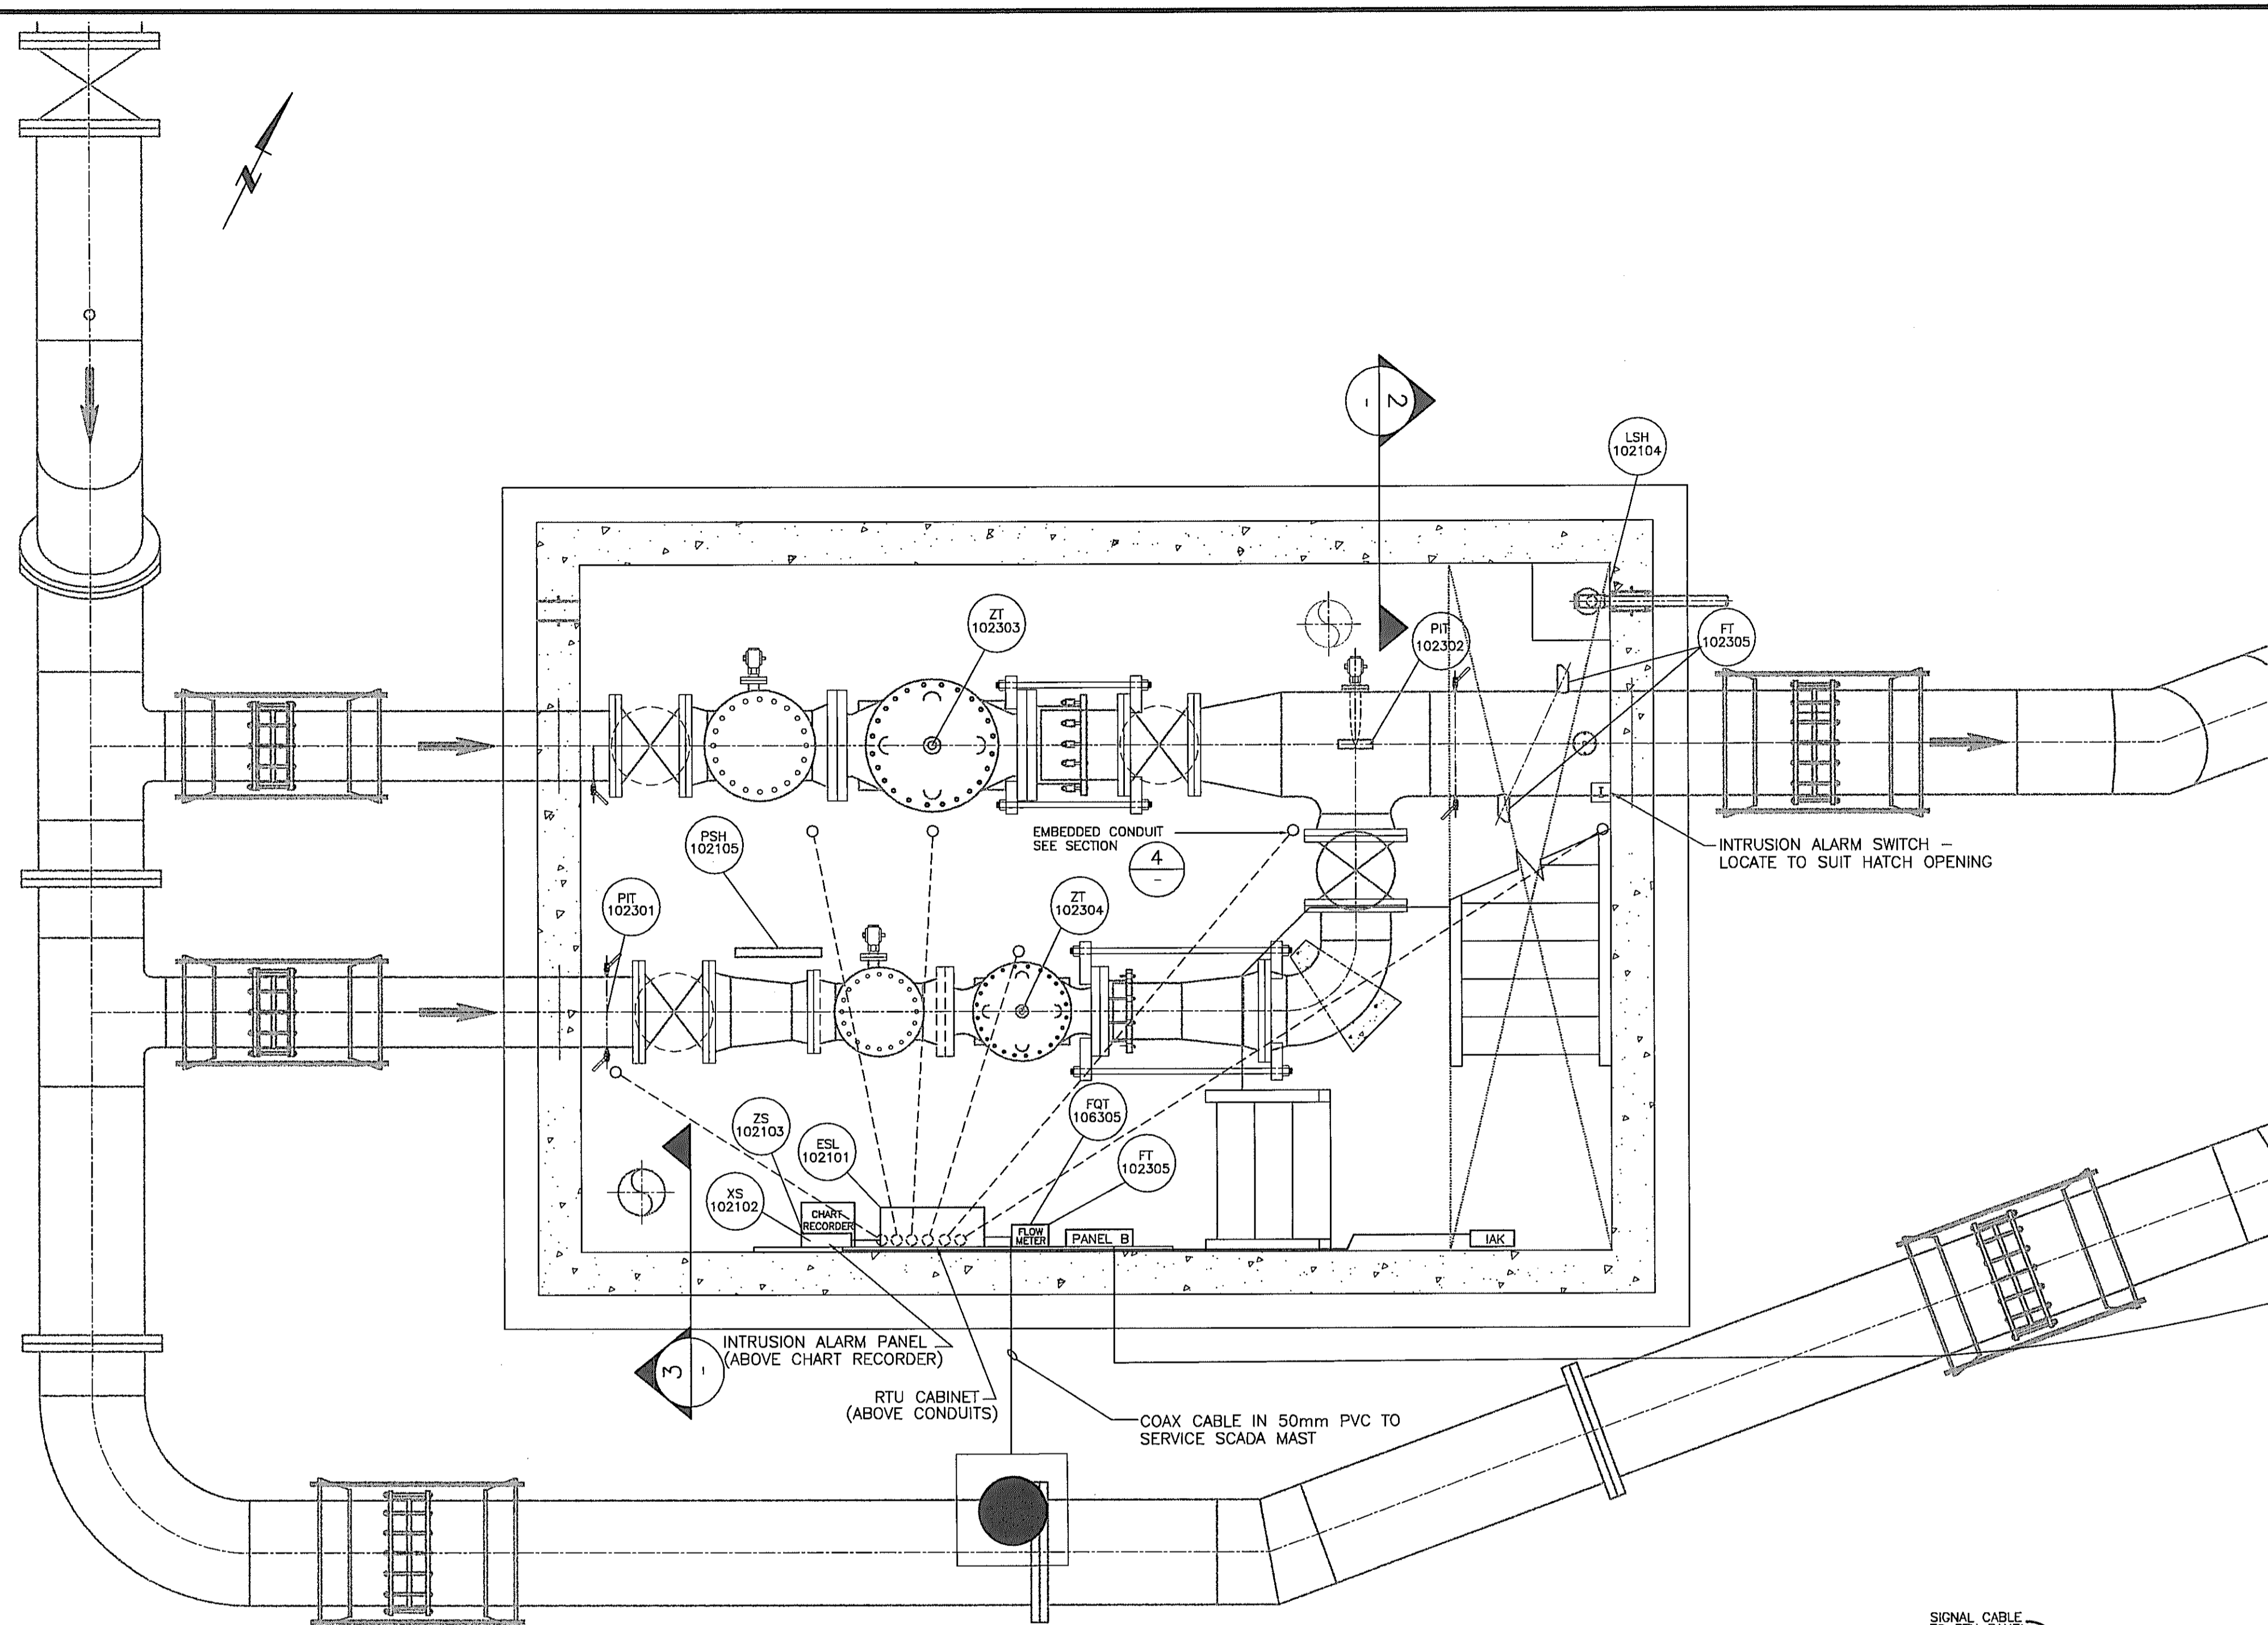 N
2
-
LSH
102104
ZT
102303
PIT
102302
FT
102305
EMBEDDED CONDUIT
SEE SECTION
4
-
INTRUSION ALARM SWITCH -
LOCATE TO SUIT HATCH OPENING
I
PSH
102105
PIT
102301
ZT
102304
ZS
102103
ESL
102101
FQT
106305
FT
102305
XS
102102
CHART
RECORDER
FLOW
METER
PANEL B
IAK
INTRUSION ALARM PANEL
(ABOVE CHART RECORDER)
3
-
RTU CABINET
(ABOVE CONDUITS)
COAX CABLE IN 50mm PVC TO
SERVICE SCADA MAST
SIGNAL CABLE